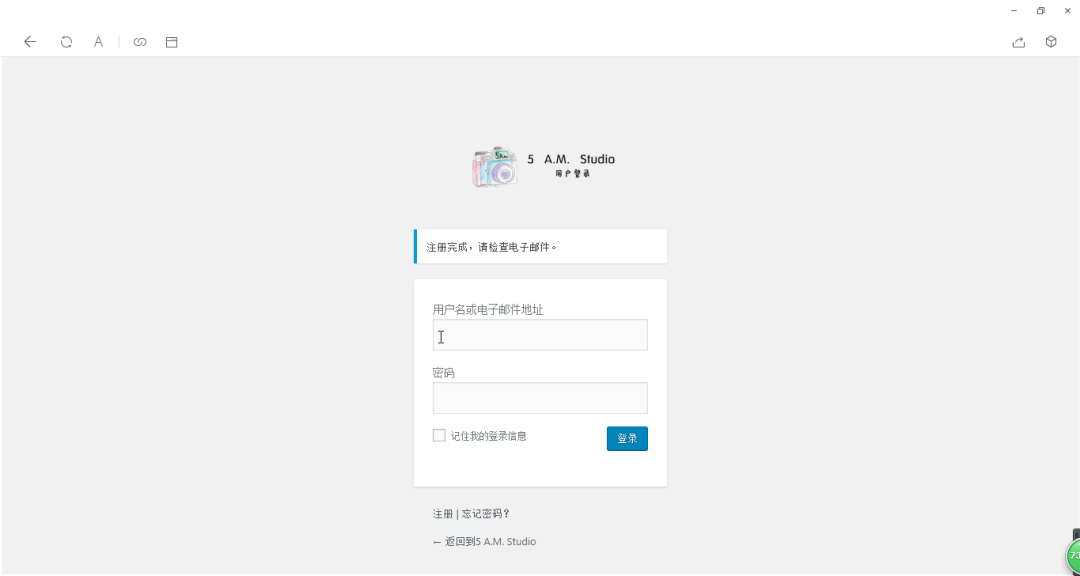 A
5 A.M. Studio
用户登录
注册完成，请检查电子邮件。
用户名或电子邮件地址
密码
记住我的登录信息
登录
注册 | 忘记密码？
← 返回到5 A.M. Studio
73